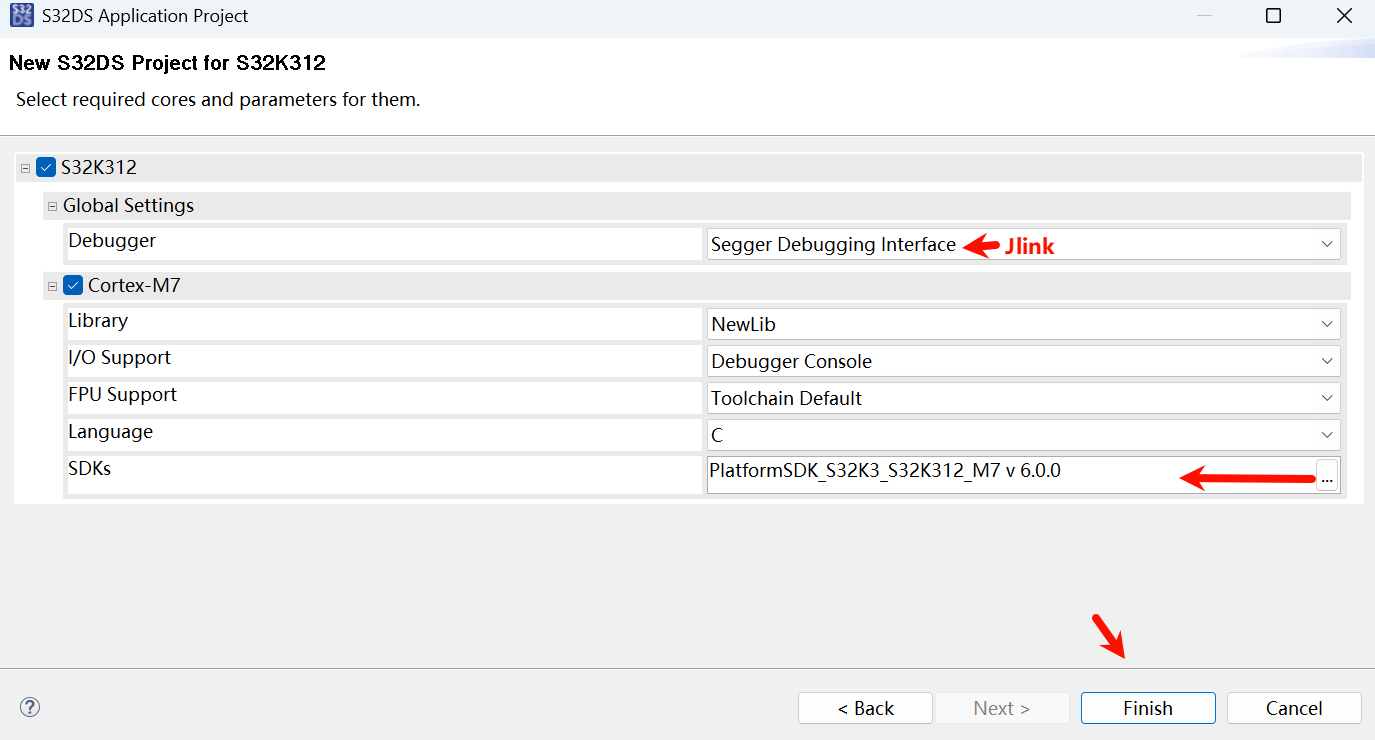 S32DS Application Project
New S32DS Project for S32K312
Select required cores and parameters for them.
S32K312
Global Settings
Debugger Segger Debugging Interface Jlink
Cortex-M7
Library NewLib
I/O Support Debugger Console
FPU Support Toolchain Default
Language C
SDKs PlatformSDK_S32K3_S32K312_M7 v 6.0.0 ...
< Back Next > Finish Cancel